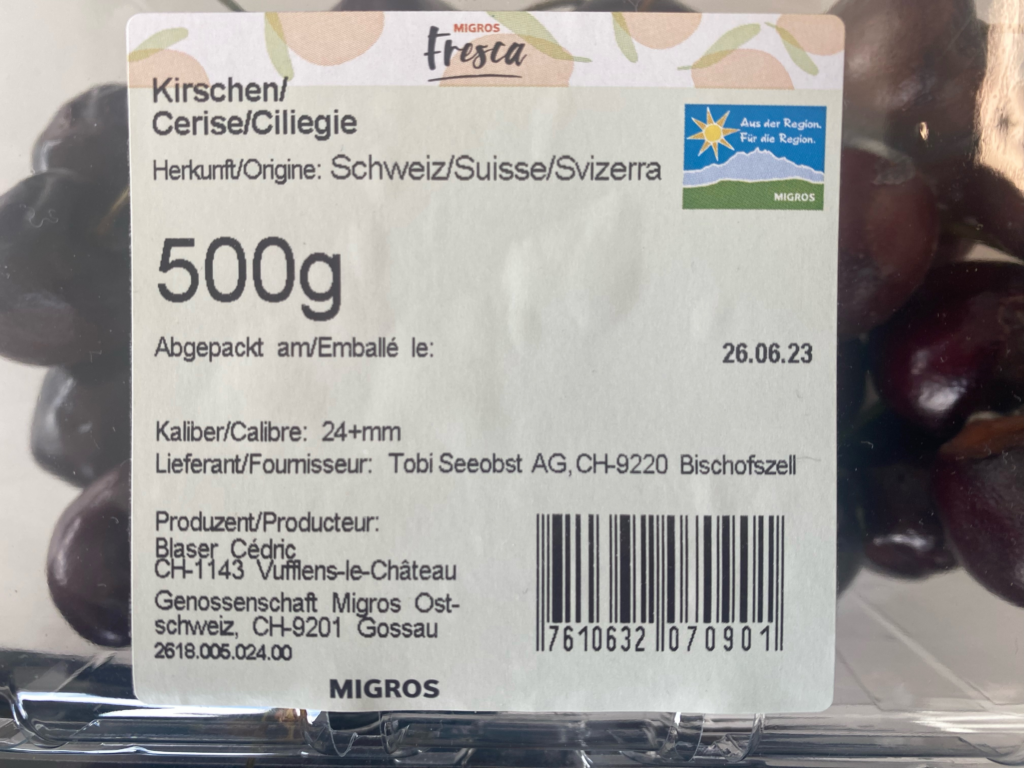 MIGROS
Fresca
Kirschen/
Cerise/Ciliegie
Aus der Region.
Für die Region.
MIGROS
Herkunft/Origine: Schweiz/Suisse/Svizerra
500g
Abgepackt am/Emballé le: 26.06.23
Kaliber/Calibre: 24+mm
Lieferant/Fournisseur: Tobi Seeobst AG, CH-9220 Bischofszell
Produzent/Producteur:
Blaser Cédric
CH-1143 Vufflens-le-Château
Genossenschaft Migros Ost-
schweiz, CH-9201 Gossau
2618.005.024.00
7610632 070901
MIGROS